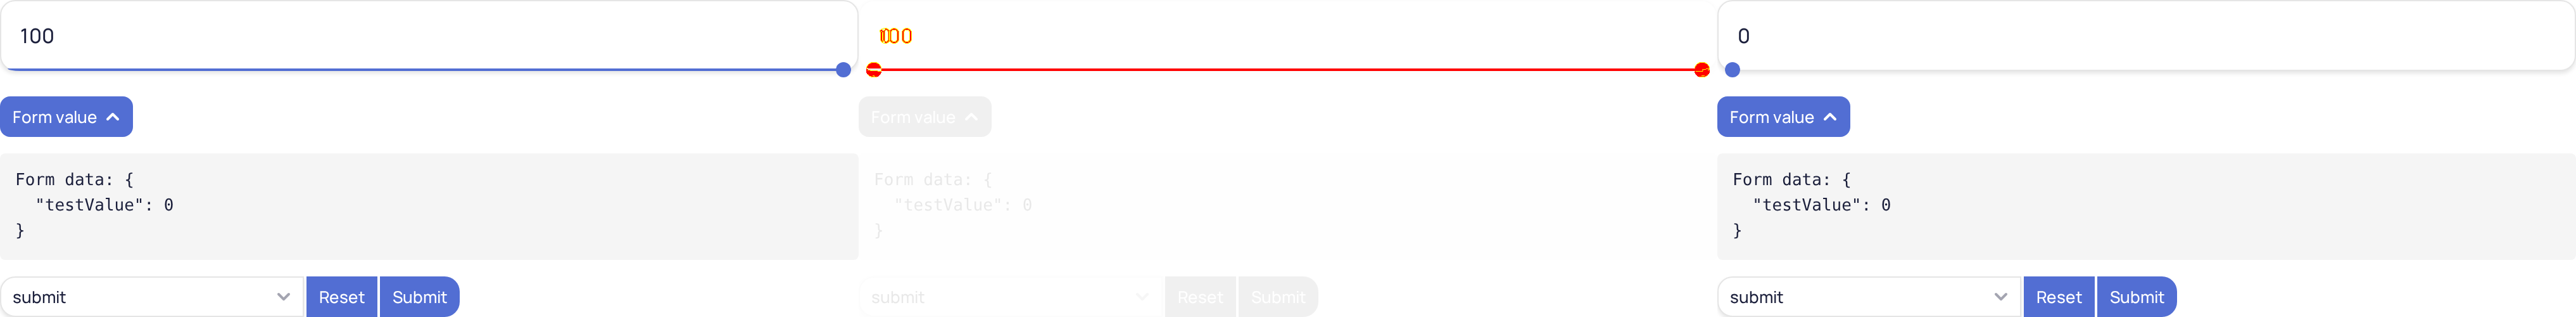 100
Form value
Form data: {
"testValue": 0
}
submit
Reset
Submit
Form value
Form data: {
"testValue": 0
}
submit
Reset
Submit
0
Form value
Form data: {
"testValue": 0
}
submit
Reset
Submit